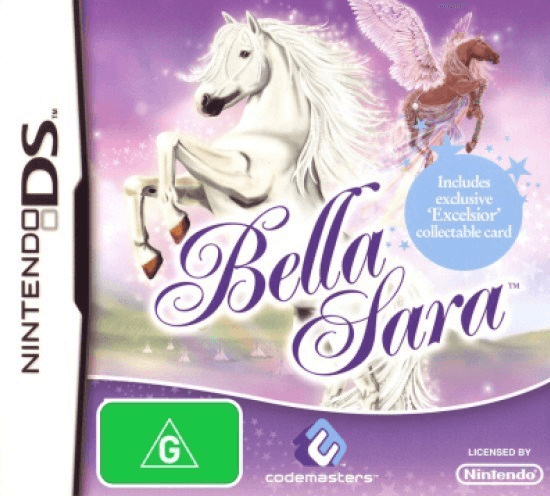 NINTENDO DS™
Includes
exclusive
'Excelsior'
collectable card
Bella
Sara™
G
codemasters™
LICENSED BY
Nintendo®